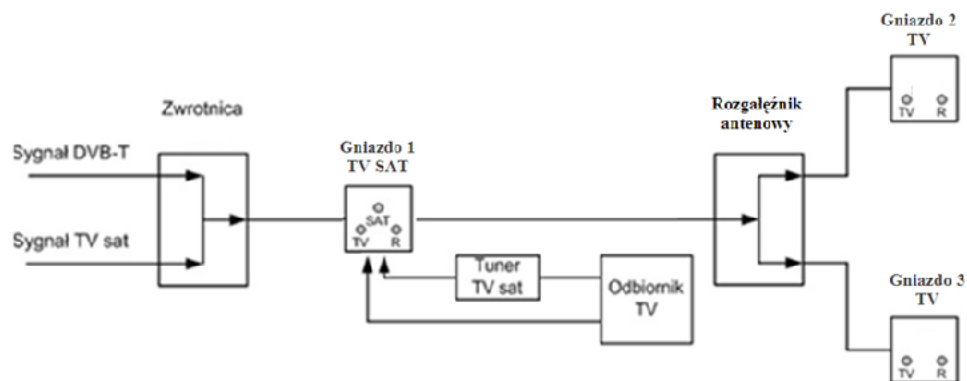 Gniazdo 2
TV
TV R
Zwrotnica
Rozgałęźnik
antenowy
Sygnał DVB-T
Gniazdo 1
TV SAT
SAT
TV R
Sygnał TV sat
Tuner
TV sat
Odbiornik
TV
Gniazdo 3
TV
TV R